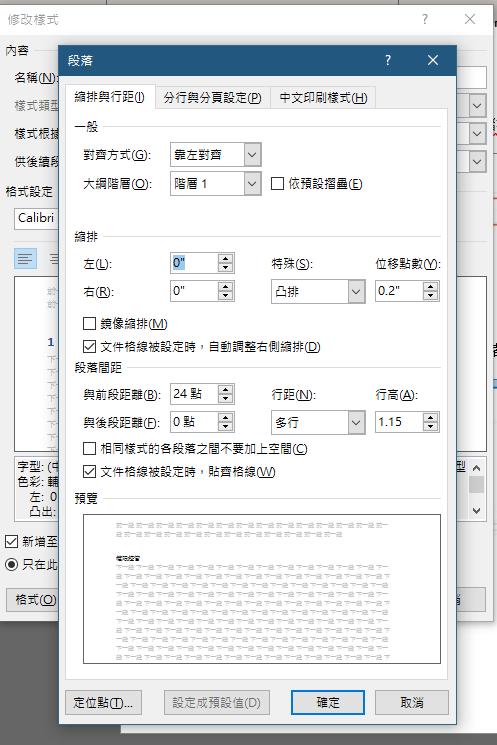 修改樣式
?
內容
名稱(N):
樣式類型
樣式根據
供後續段
格式設定
Calibri
1
字型: (中
色彩: 輔
左: 0
凸出:
型
新增至
只在此
格式(O)
消
段落
?
縮排與行距(I) 分行與分頁設定(P) 中文印刷樣式(H)
一般
對齊方式(G): 靠左對齊
大綱階層(O): 階層 1 依預設摺疊(E)
縮排
左(L): 0" 特殊(S): 位移點數(Y):
右(R): 0" 凸排 0.2"
鏡像縮排(M)
文件格線被設定時，自動調整右側縮排(D)
段落間距
與前段距離(B): 24 點 行距(N): 行高(A):
與後段距離(F): 0 點 多行 1.15
相同樣式的各段落之間不要加上空間(C)
文件格線被設定時，貼齊格線(W)
預覽
定位點(T)... 設定成預設值(D) 確定 取消